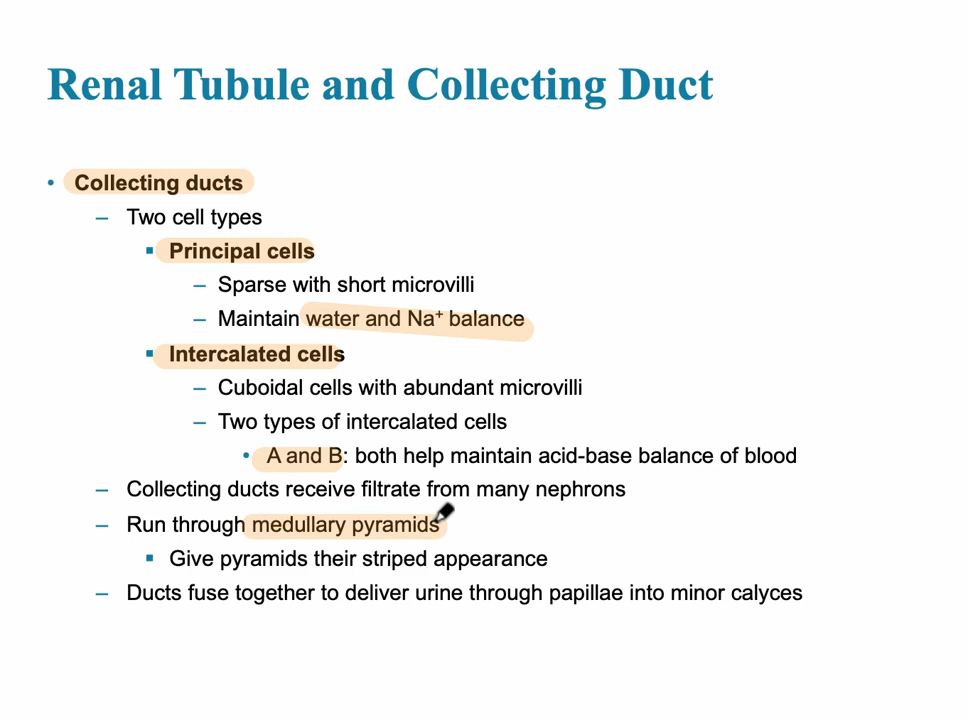 Renal Tubule and Collecting Duct
• Collecting ducts
– Two cell types
▪ Principal cells
– Sparse with short microvilli
– Maintain water and Na⁺ balance
▪ Intercalated cells
– Cuboidal cells with abundant microvilli
– Two types of intercalated cells
• A and B: both help maintain acid-base balance of blood
– Collecting ducts receive filtrate from many nephrons
– Run through medullary pyramids
▪ Give pyramids their striped appearance
– Ducts fuse together to deliver urine through papillae into minor calyces